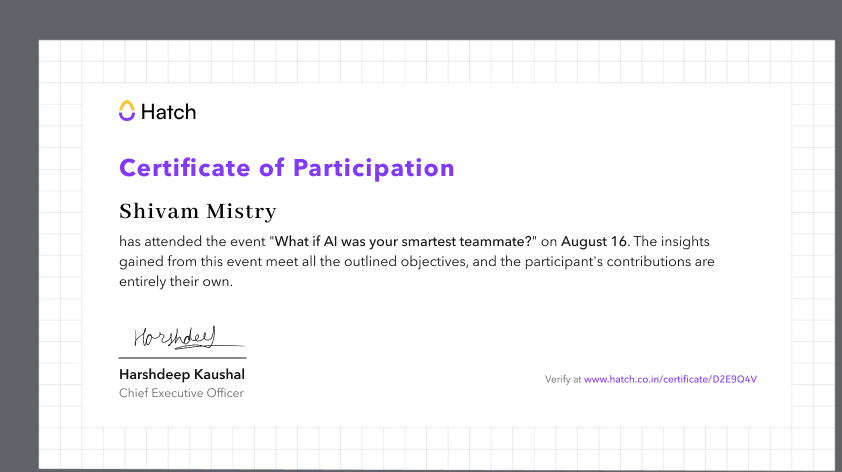 Hatch
Certificate of Participation
Shivam Mistry
has attended the event "What if AI was your smartest teammate?" on August 16. The insights
gained from this event meet all the outlined objectives, and the participant's contributions are
entirely their own.
Harshdeep
Harshdeep Kaushal
Chief Executive Officer
Verify at www.hatch.co.in/certificate/D2E9Q4V